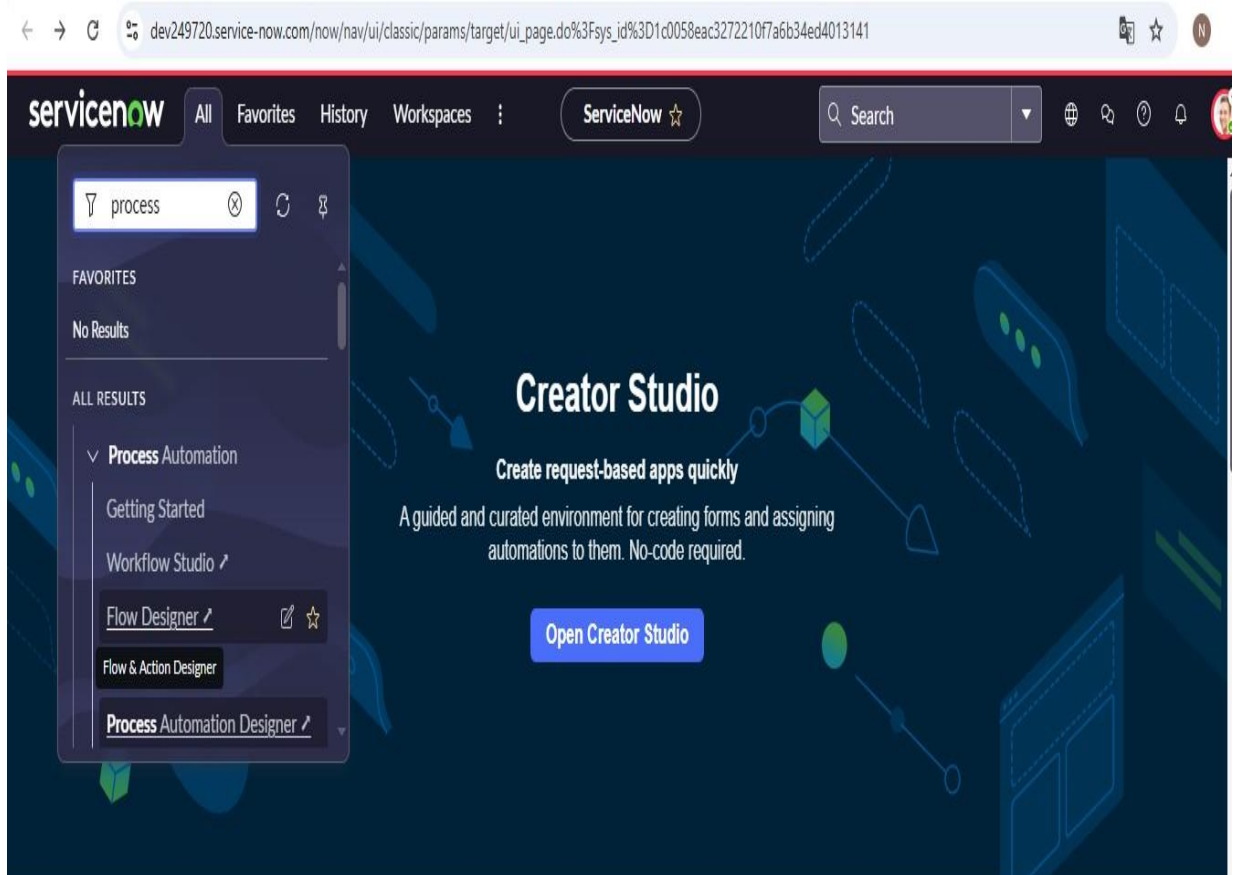 dev249720.service-now.com/now/nav/ui/classic/params/target/ui_page.do%3Fsys_id%3D1c0058eac3272210f7a6b34ed4013141
N
servicenow All Favorites History Workspaces ServiceNow Search
process
FAVORITES
No Results
ALL RESULTS
Process Automation
Getting Started
Workflow Studio
Flow Designer
Flow & Action Designer
Process Automation Designer
Creator Studio
Create request-based apps quickly
A guided and curated environment for creating forms and assigning
automations to them. No-code required.
Open Creator Studio